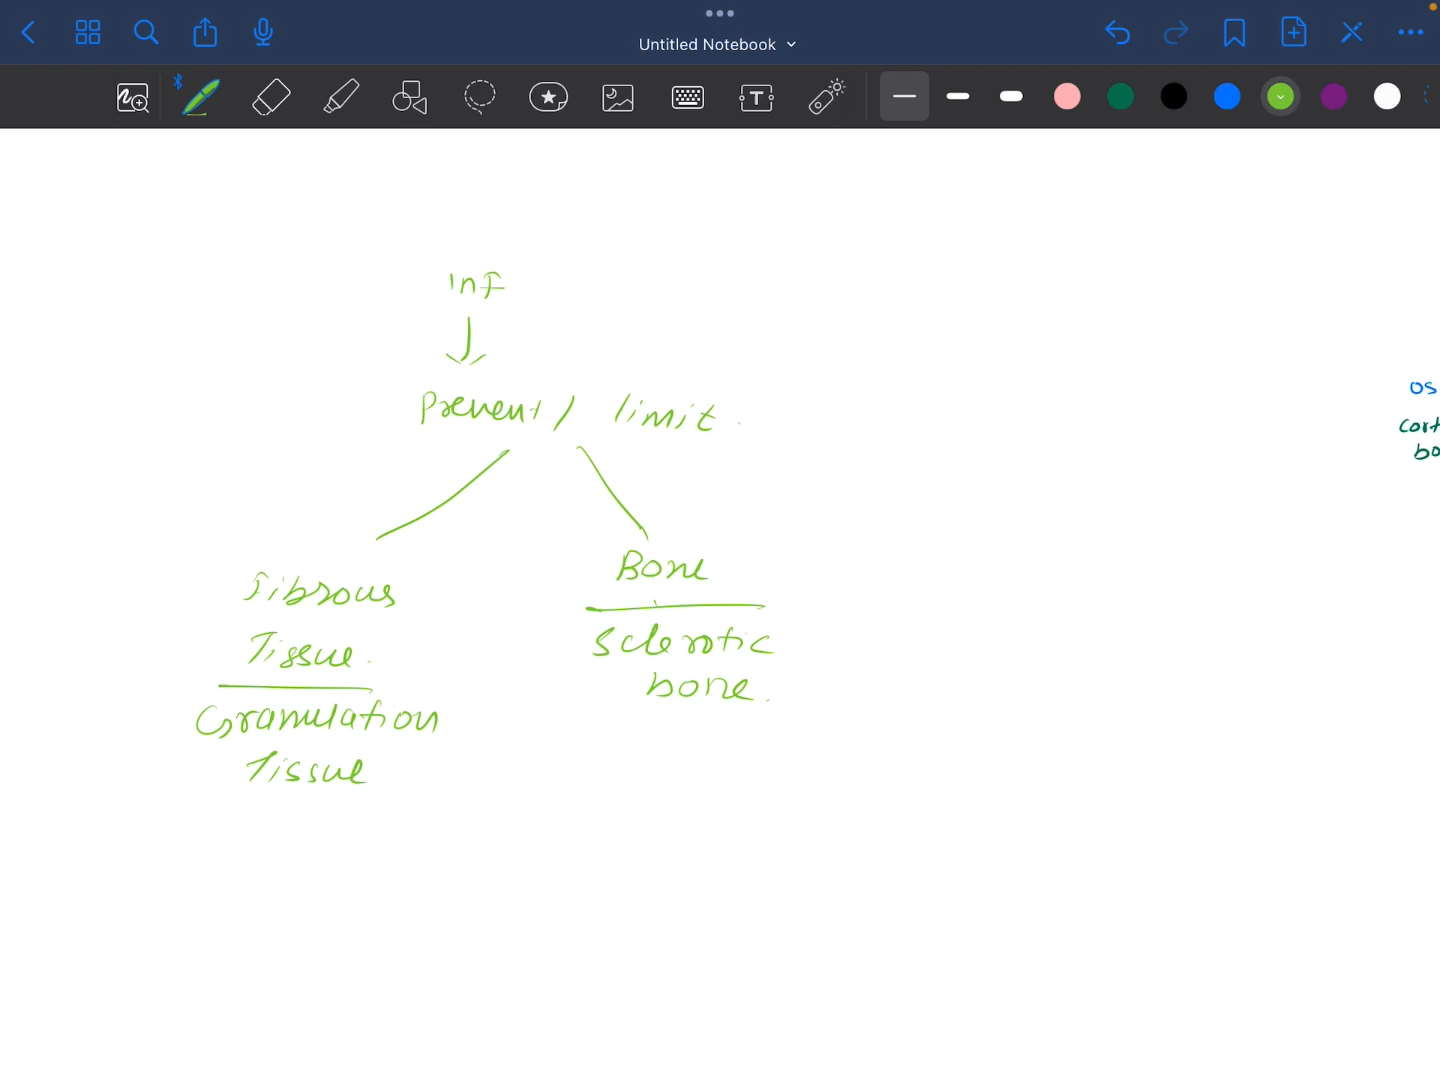 Untitled Notebook
Inf
Prevent / limit.
Fibrous
Tissue.
Granulation
Tissue
Bone
Sclerotic
bone.
os
cort
bo